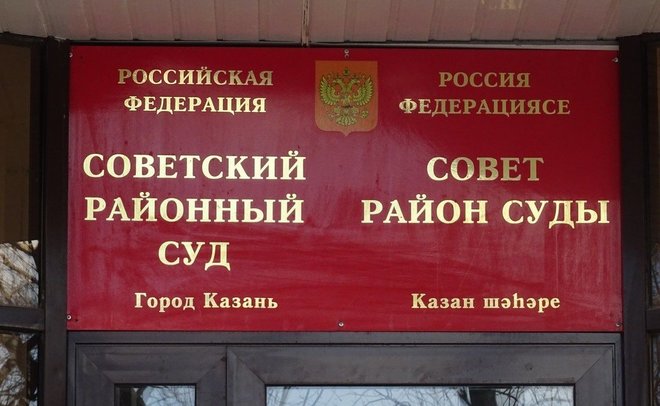 РОССИЙСКАЯ
ФЕДЕРАЦИЯ
СОВЕТСКИЙ
РАЙОННЫЙ
СУД
Город Казань
РОССИЯ
ФЕДЕРАЦИЯСЕ
СОВЕТ
РАЙОН СУДЫ
Казан шәһәре